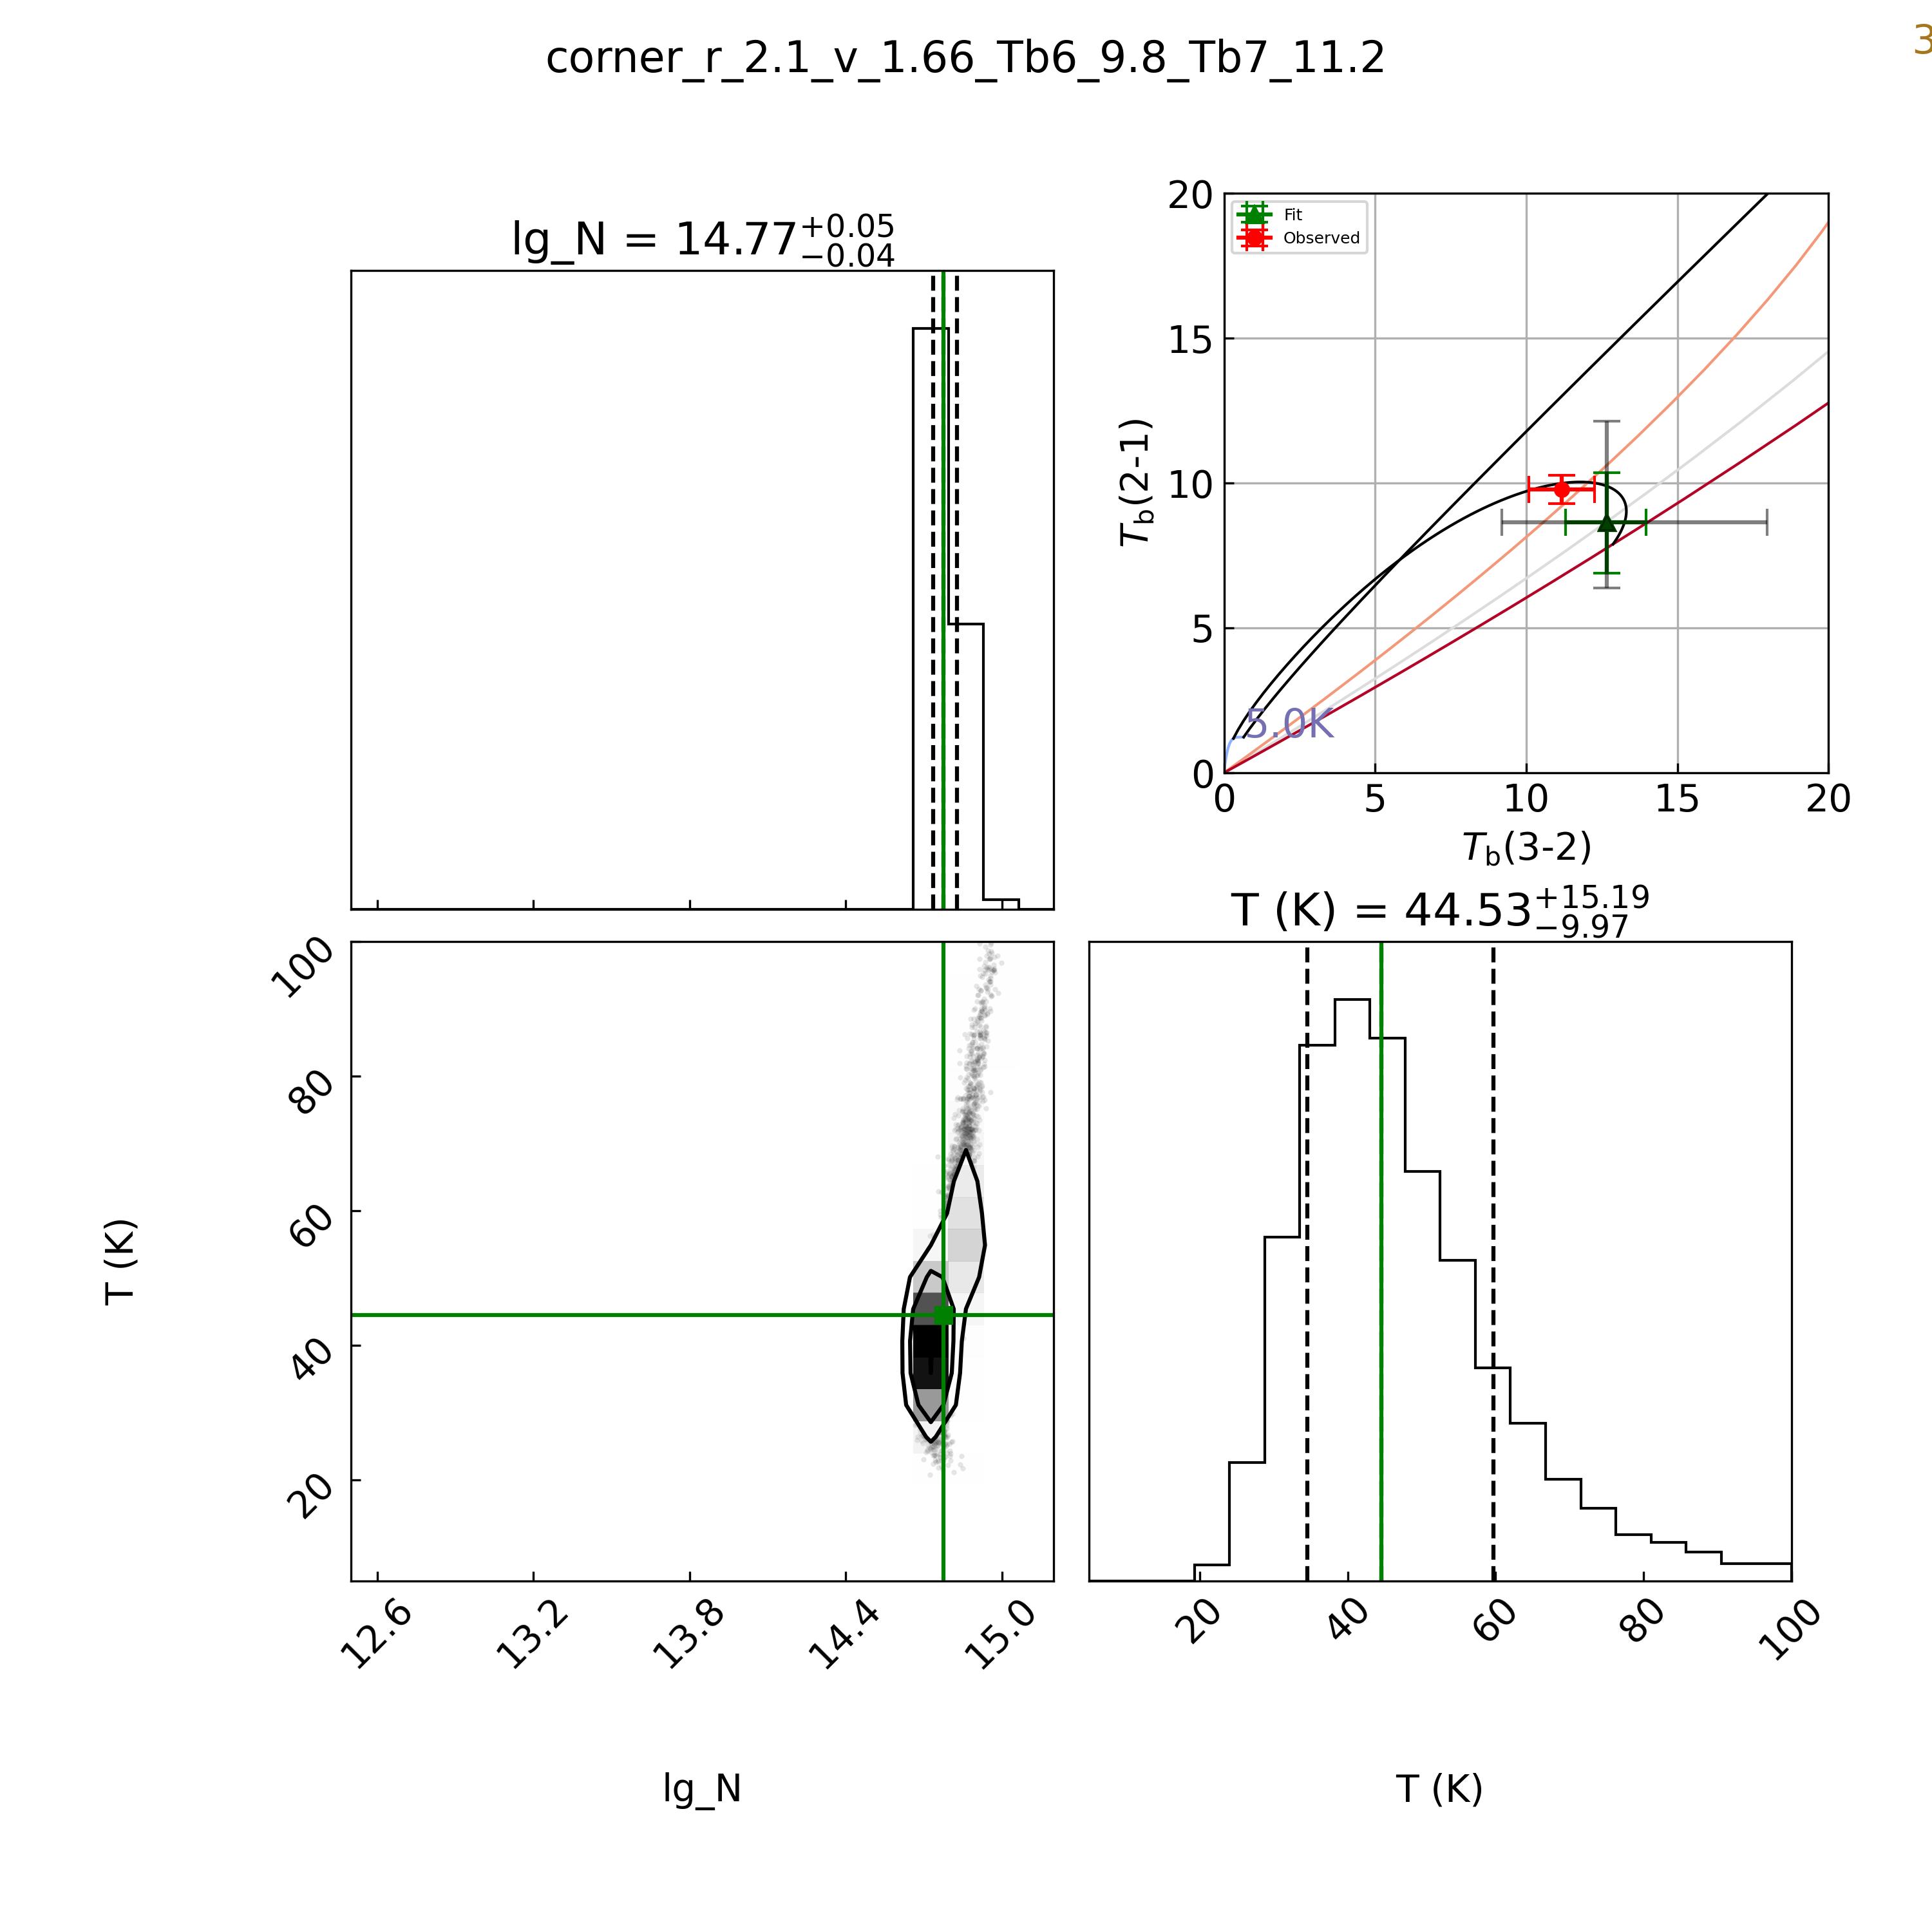 corner_r_2.1_v_1.66_Tb6_9.8_Tb7_11.2
3
lg_N = 14.77+0.05−0.04
20
15
10
5
0
Tb(2-1)
Fit
Observed
5.0K
0 5 10 15 20
Tb(3-2)
T (K) = 44.53+15.19−9.97
100
80
60
40
20
T (K)
12.6 13.2 13.8 14.4 15.0
lg_N
20 40 60 80 100
T (K)